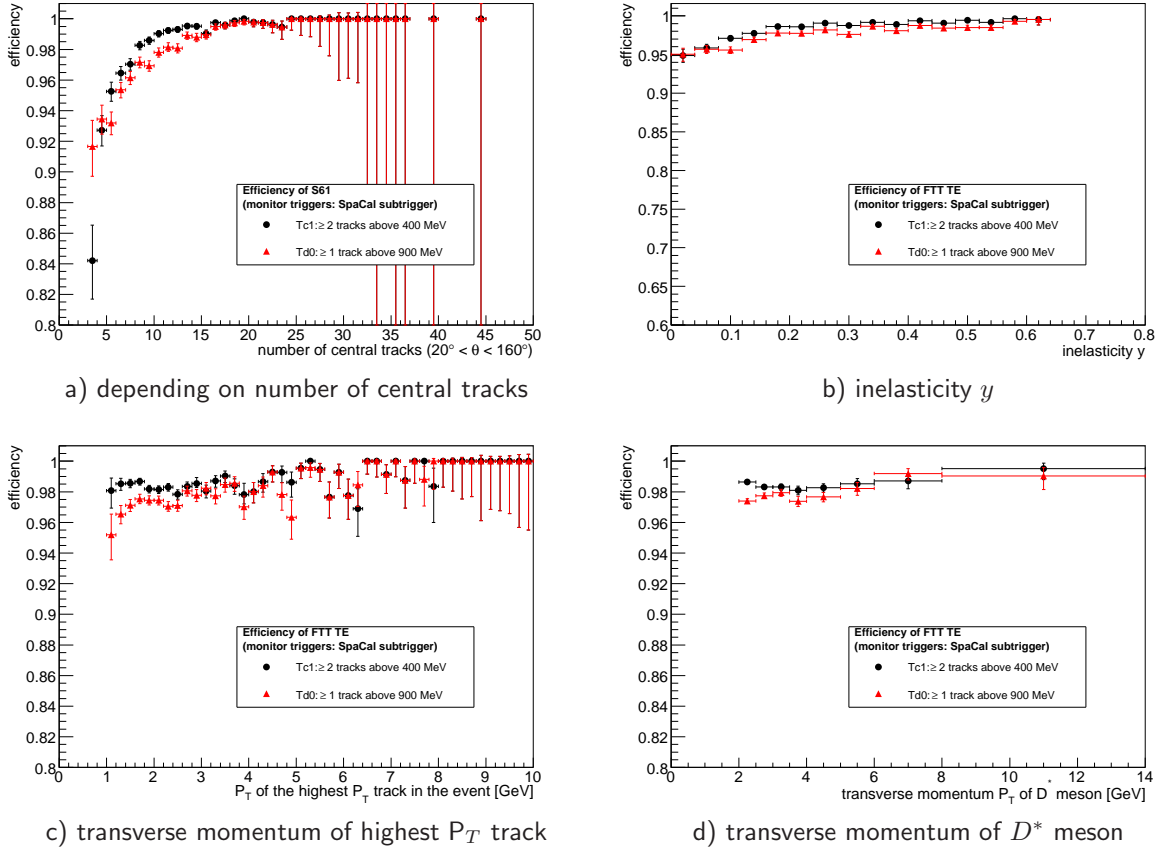 efficiency
1
0.98
0.96
0.94
0.92
0.9
0.88
0.86
0.84
0.82
0.8
Efficiency of S61
(monitor triggers: SpaCal subtrigger)
Tc1:≥ 2 tracks above 400 MeV
Td0:≥ 1 track above 900 MeV
0 5 10 15 20 25 30 35 40 45 50
number of central tracks (20° < θ < 160°)
a) depending on number of central tracks
efficiency
1
0.95
0.9
0.85
0.8
0.75
0.7
0.65
0.6
Efficiency of FTT TE
(monitor triggers: SpaCal subtrigger)
Tc1:≥ 2 tracks above 400 MeV
Td0:≥ 1 track above 900 MeV
0 0.1 0.2 0.3 0.4 0.5 0.6 0.7 0.8
inelasticity y
b) inelasticity y
efficiency
1
0.98
0.96
0.94
0.92
0.9
0.88
0.86
0.84
0.82
0.8
Efficiency of FTT TE
(monitor triggers: SpaCal subtrigger)
Tc1:≥ 2 tracks above 400 MeV
Td0:≥ 1 track above 900 MeV
0 1 2 3 4 5 6 7 8 9 10
P_T of the highest P_T track in the event [GeV]
c) transverse momentum of highest P_T track
efficiency
1
0.98
0.96
0.94
0.92
0.9
0.88
0.86
0.84
0.82
0.8
Efficiency of FTT TE
(monitor triggers: SpaCal subtrigger)
Tc1:≥ 2 tracks above 400 MeV
Td0:≥ 1 track above 900 MeV
0 2 4 6 8 10 12 14
transverse momentum P_T of D* meson [GeV]
d) transverse momentum of D* meson